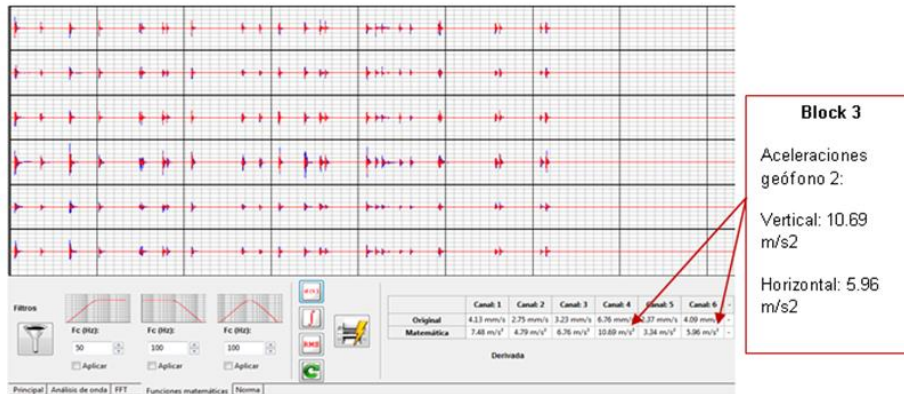 Block 3
Aceleraciones
geófono 2:
Vertical: 10.69
m/s2
Horizontal: 5.96
m/s2
Filtros
Fc (Hz): Fc (Hz): Fc (Hz):
50 100 100
Aplicar Aplicar Aplicar
RMS
Canal: 1 Canal: 2 Canal: 3 Canal: 4 Canal: 5 Canal: 6 -
Original 4.13 mm/s 2.75 mm/s 3.23 mm/s 6.76 mm/s 2.37 mm/s 4.09 mm/
Matemática 7.48 m/s² 4.79 m/s² 6.76 m/s² 10.69 m/s² 3.34 m/s² 5.96 m/s² -
Derivada
Principal Análisis de onda FFT Funciones matemáticas Norma